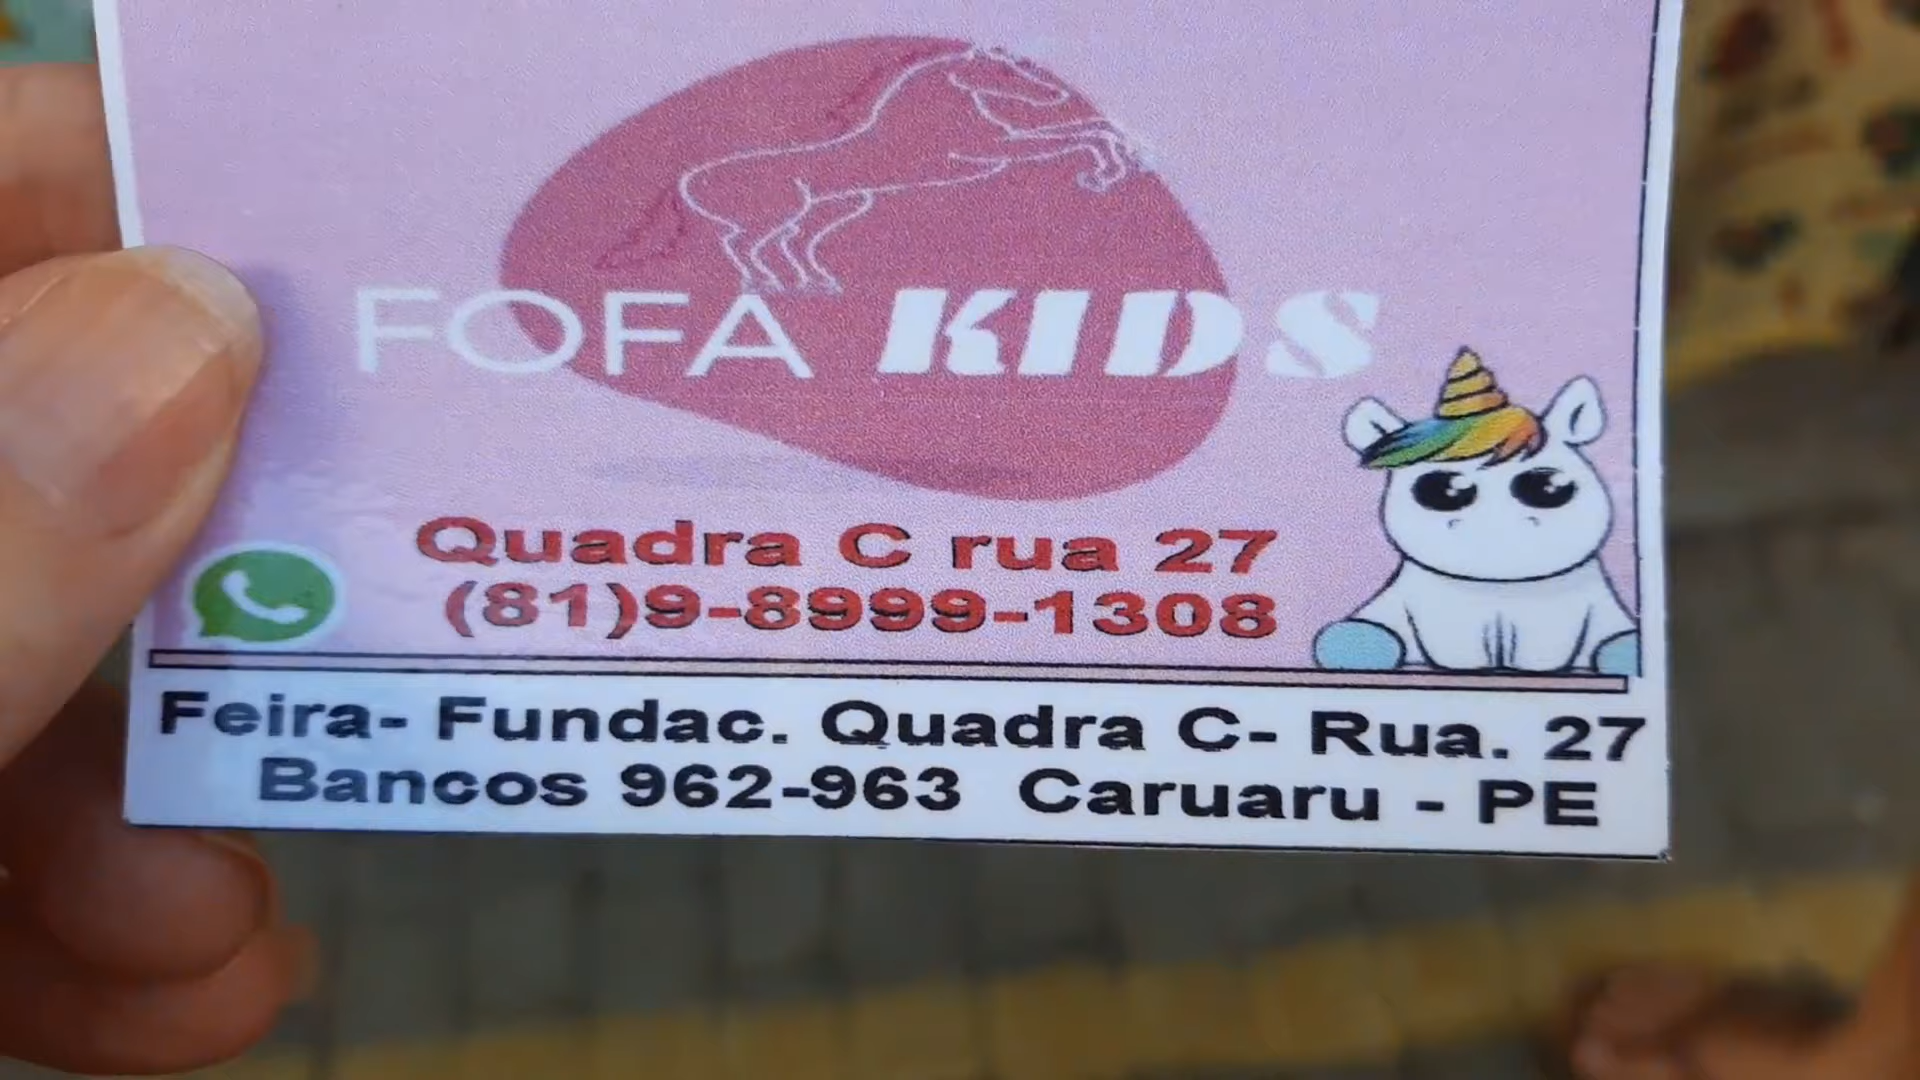 FOFA KIDS
Quadra C rua 27
(81)9-8999-1308
Feira- Fundac. Quadra C- Rua. 27
Bancos 962-963 Caruaru - PE